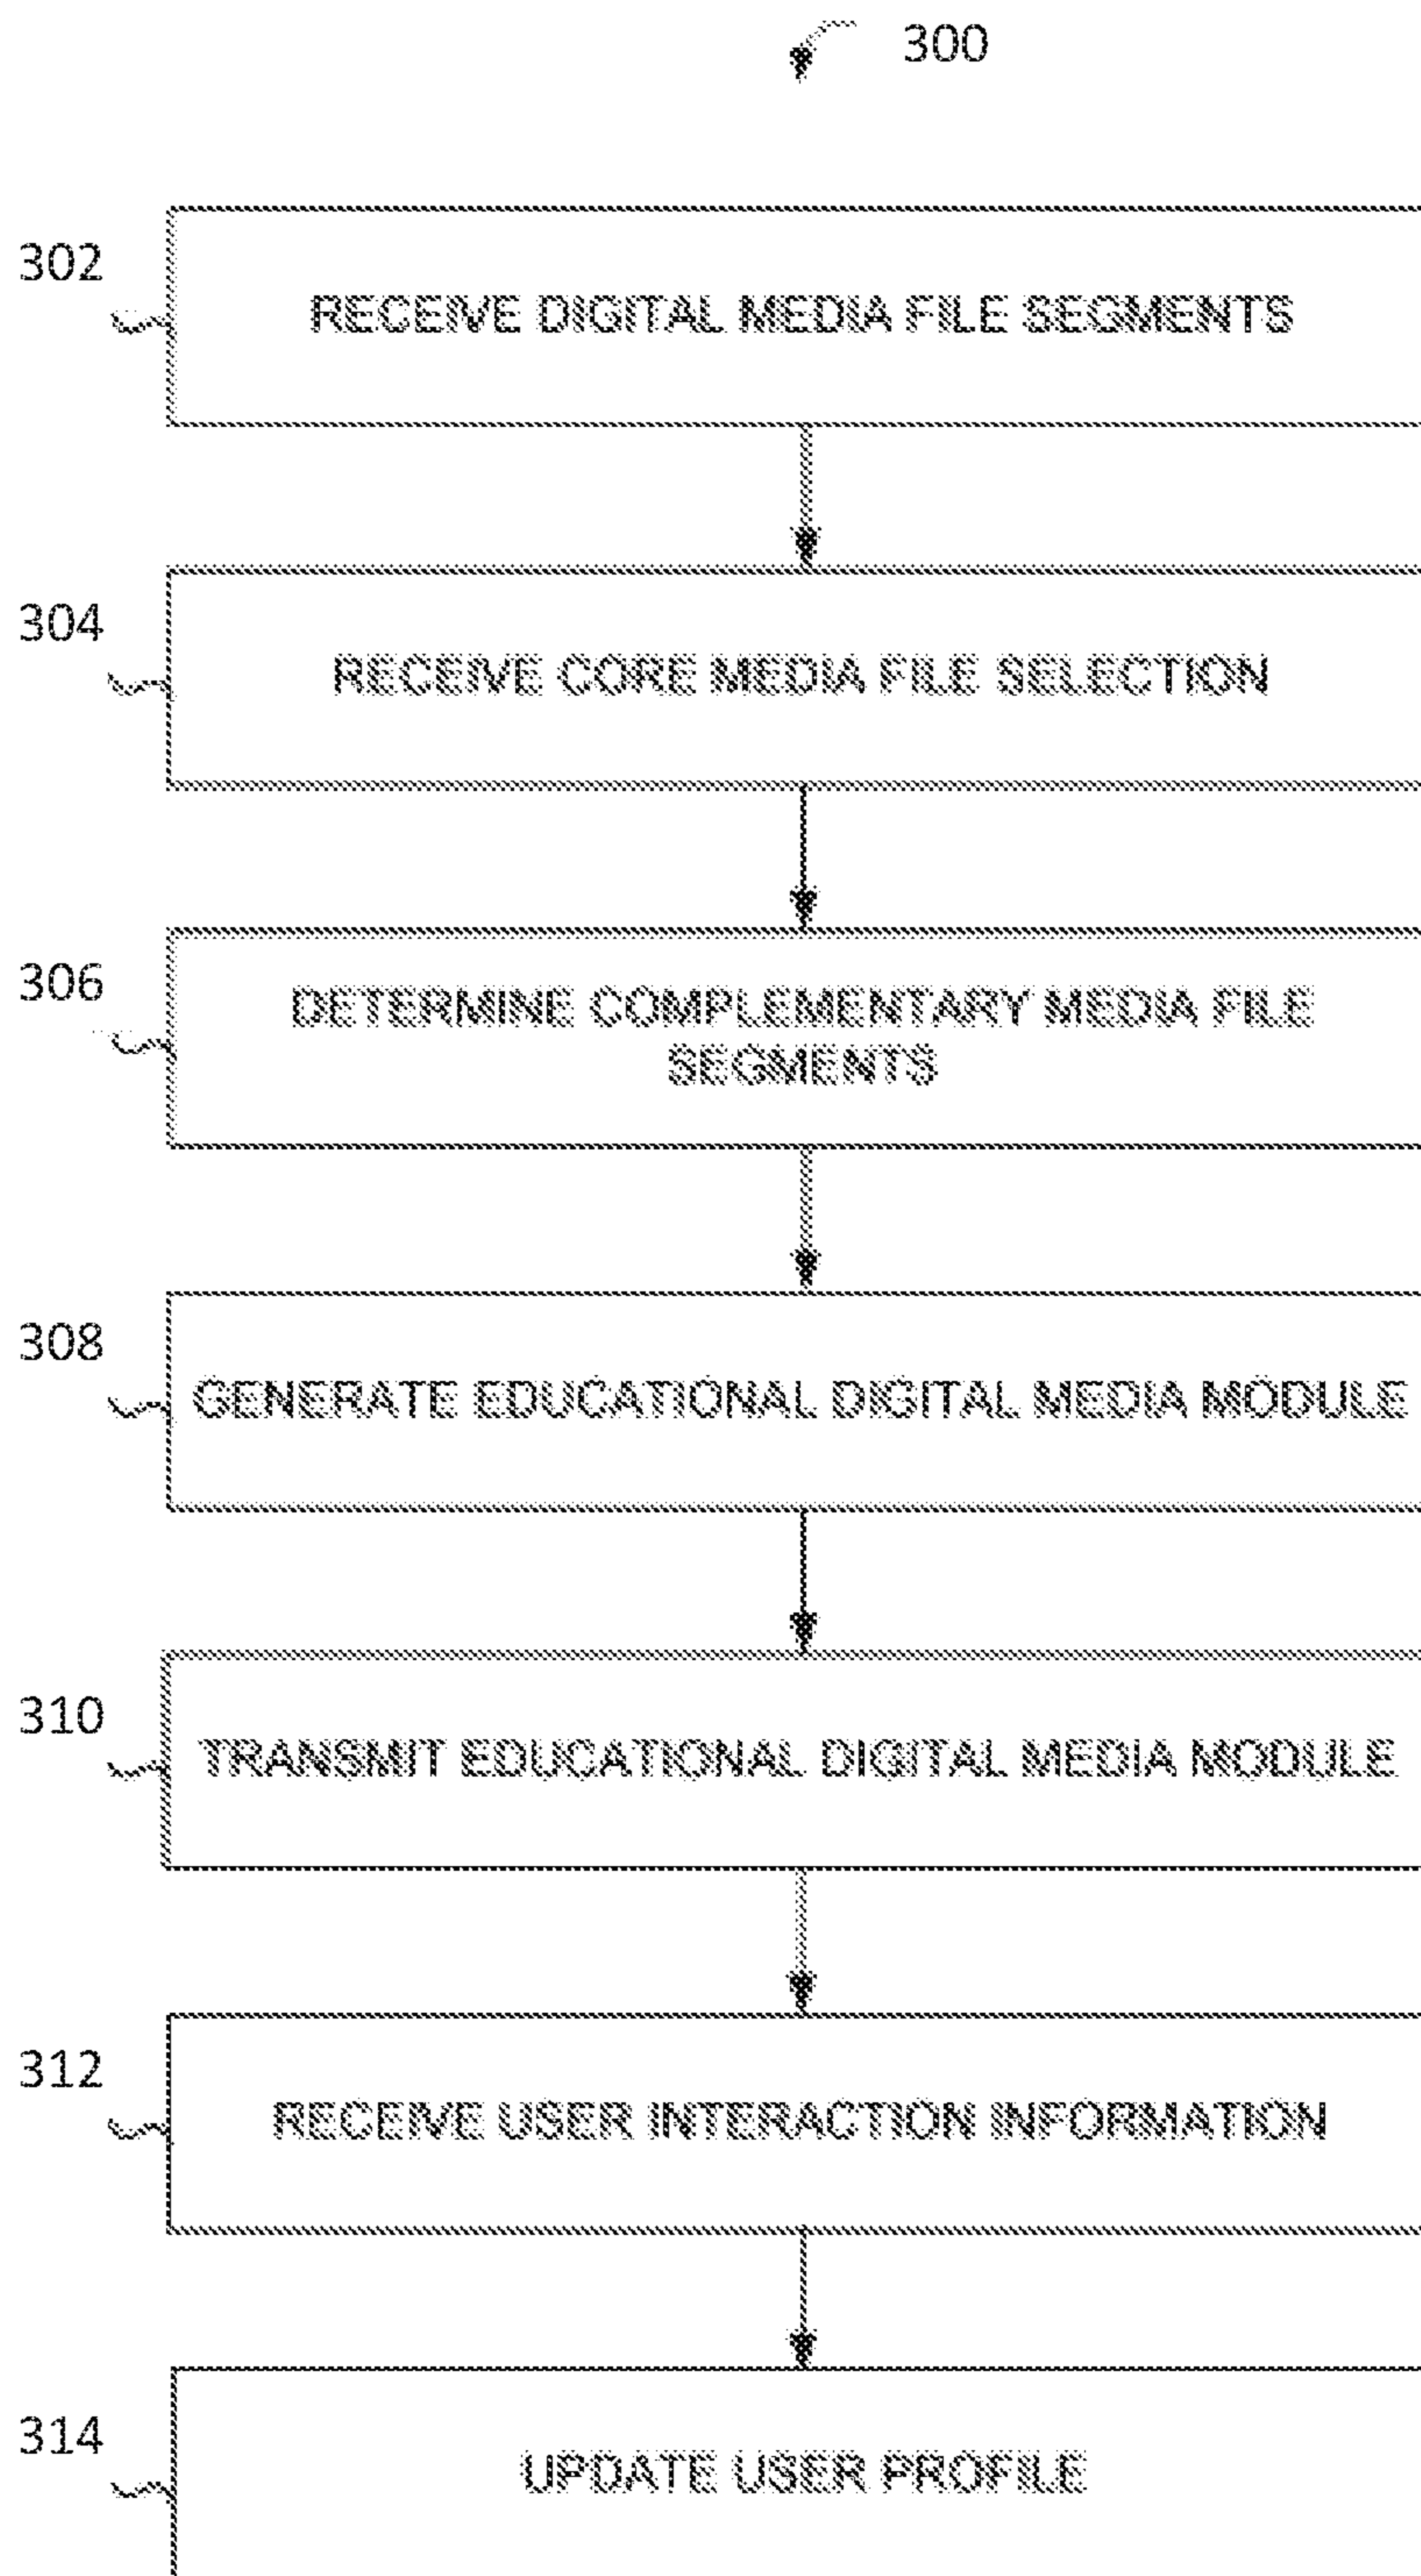 300
302
RECEIVE DIGITAL MEDIA FILE SEGMENTS
304
RECEIVE CORE MEDIA FILE SELECTION
306
DETERMINE COMPLEMENTARY MEDIA FILE
SEGMENTS
308
GENERATE EDUCATIONAL DIGITAL MEDIA MODULE
310
TRANSMIT EDUCATIONAL DIGITAL MEDIA MODULE
312
RECEIVE USER INTERACTION INFORMATION
314
UPDATE USER PROFILE